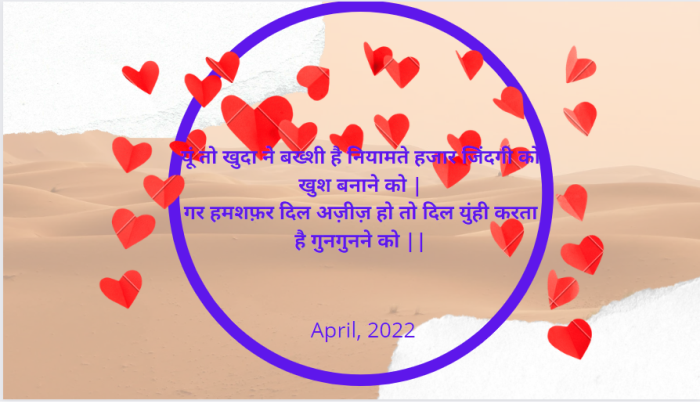 यूं तो खुदा ने बख्शी है नियामते हजार जिंदगी को
खुश बनाने को |
गर हमशफ़र दिल अज़ीज़ हो तो दिल युंही करता
है गुनगुनने को ||
April, 2022